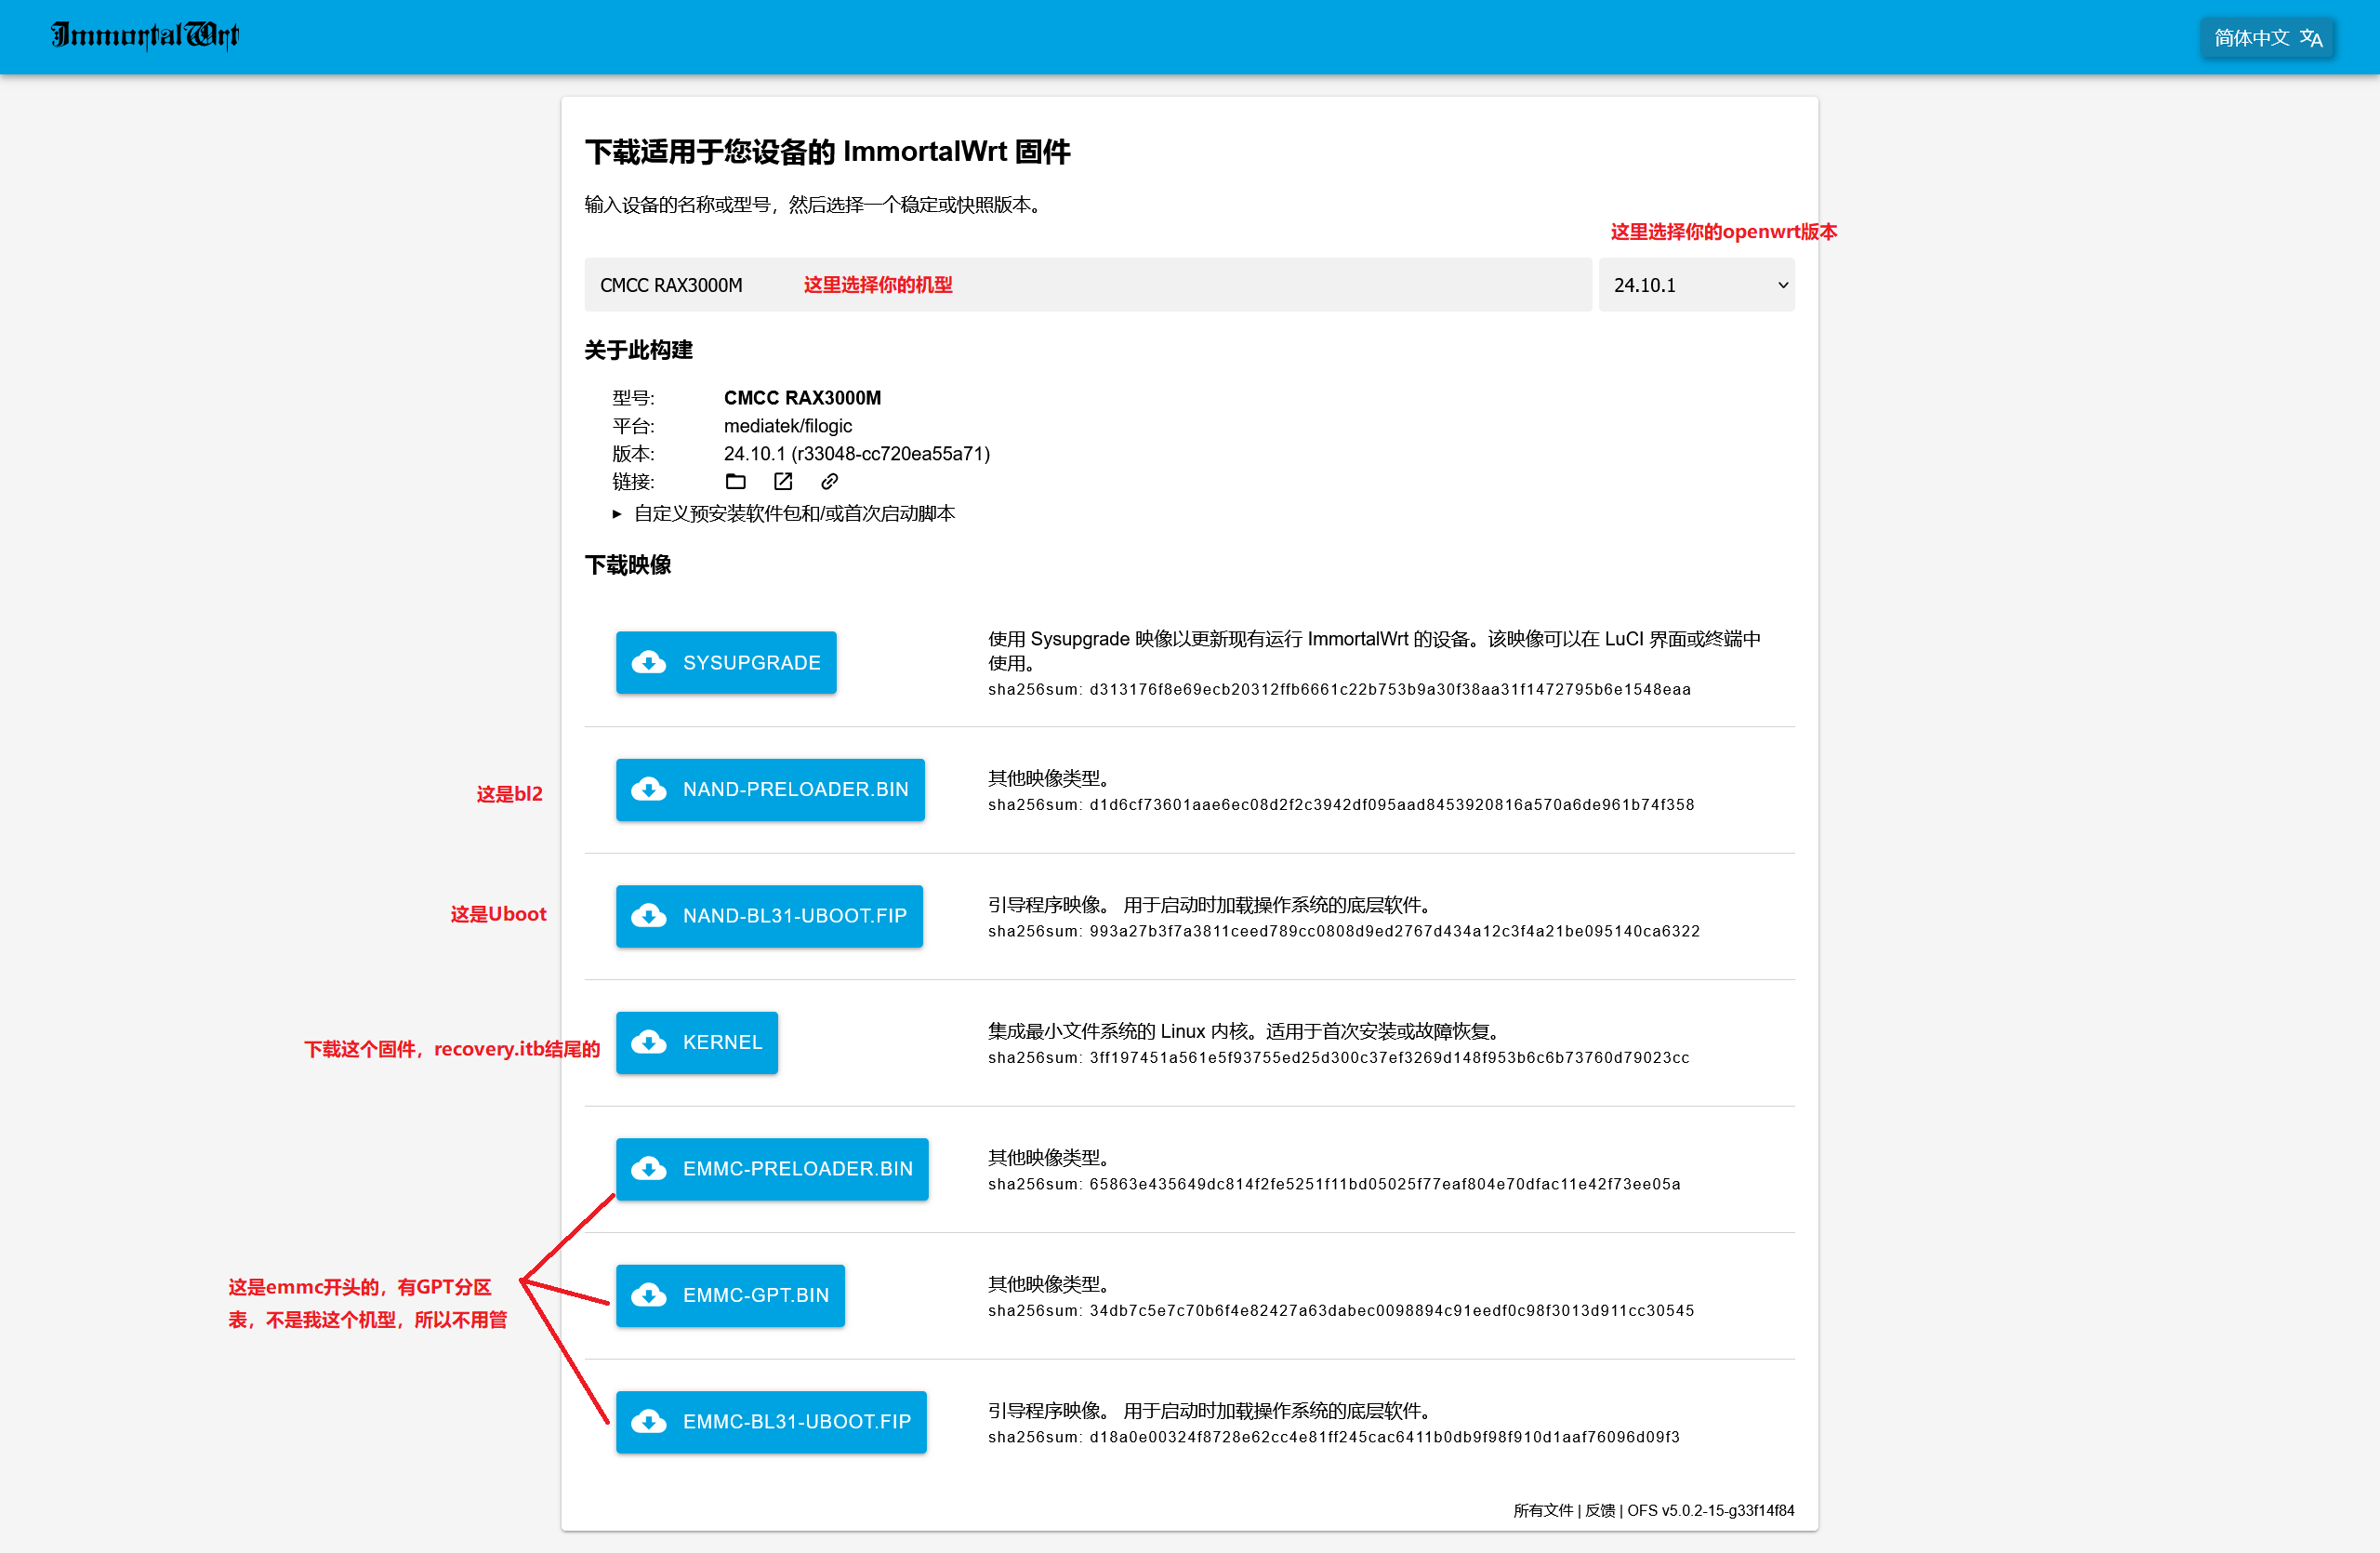 ImmortalWrt
简体中文
下载适用于您设备的 ImmortalWrt 固件
输入设备的名称或型号，然后选择一个稳定或快照版本。
这里选择你的openwrt版本
CMCC RAX3000M
这里选择你的机型
24.10.1
关于此构建
型号: CMCC RAX3000M
平台: mediatek/filogic
版本: 24.10.1 (r33048-cc720ea55a71)
链接:
自定义预安装软件包和/或首次启动脚本
下载映像
SYSUPGRADE
使用 Sysupgrade 映像以更新现有运行 ImmortalWrt 的设备。该映像可以在 LuCI 界面或终端中
使用。
sha256sum: d313176f8e69ecb20312ffb6661c22b753b9a30f38aa31f1472795b6e1548eaa
这是bl2
NAND-PRELOADER.BIN
其他映像类型。
sha256sum: d1d6cf73601aae6ec08d2f2c3942df095aad8453920816a570a6de961b74f358
这是Uboot
NAND-BL31-UBOOT.FIP
引导程序映像。 用于启动时加载操作系统的底层软件。
sha256sum: 993a27b3f7a3811ceed789cc0808d9ed2767d434a12c3f4a21be095140ca6322
下载这个固件，recovery.itb结尾的
KERNEL
集成最小文件系统的 Linux 内核。适用于首次安装或故障恢复。
sha256sum: 3ff197451a561e5f93755ed25d300c37ef3269d148f953b6c6b73760d79023cc
EMMC-PRELOADER.BIN
其他映像类型。
sha256sum: 65863e435649dc814f2fe5251f11bd05025f77eaf804e70dfac11e42f73ee05a
这是emmc开头的，有GPT分区
表，不是我这个机型，所以不用管
EMMC-GPT.BIN
其他映像类型。
sha256sum: 34db7c5e7c70b6f4e82427a63dabec0098894c91eedf0c98f3013d911cc30545
EMMC-BL31-UBOOT.FIP
引导程序映像。 用于启动时加载操作系统的底层软件。
sha256sum: d18a0e00324f8728e62cc4e81ff245cac6411b0db9f98f910d1aaf76096d09f3
所有文件 | 反馈 | OFS v5.0.2-15-g33f14f84